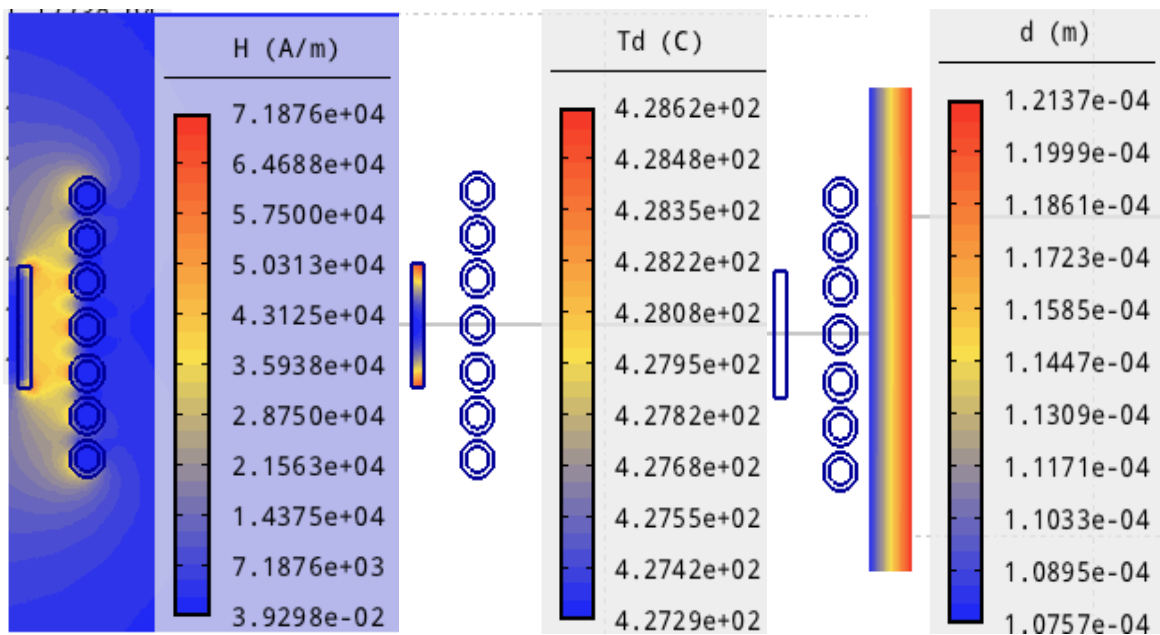 H (A/m)
7.1876e+04
6.4688e+04
5.7500e+04
5.0313e+04
4.3125e+04
3.5938e+04
2.8750e+04
2.1563e+04
1.4375e+04
7.1876e+03
3.9298e-02
Td (C)
4.2862e+02
4.2848e+02
4.2835e+02
4.2822e+02
4.2808e+02
4.2795e+02
4.2782e+02
4.2768e+02
4.2755e+02
4.2742e+02
4.2729e+02
d (m)
1.2137e-04
1.1999e-04
1.1861e-04
1.1723e-04
1.1585e-04
1.1447e-04
1.1309e-04
1.1171e-04
1.1033e-04
1.0895e-04
1.0757e-04